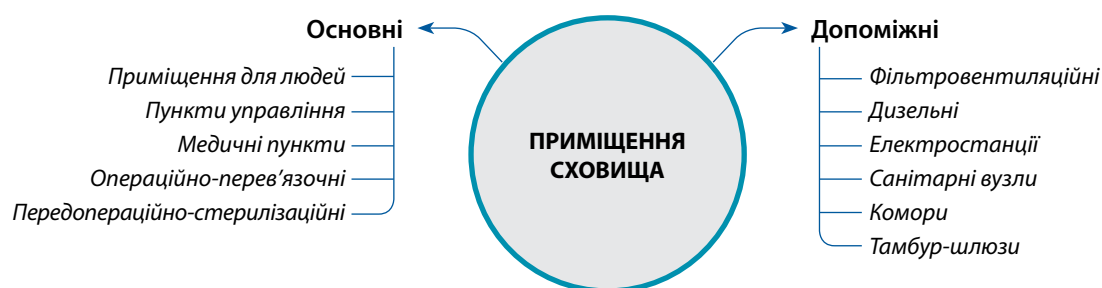 Основні
Приміщення для людей
Пункти управління
Медичні пункти
Операційно-перев’язочні
Передопераційно-стерилізаційні
ПРИМІЩЕННЯ
СХОВИЩА
Допоміжні
Фільтровентиляційні
Дизельні
Електростанції
Санітарні вузли
Комори
Тамбур-шлюзи